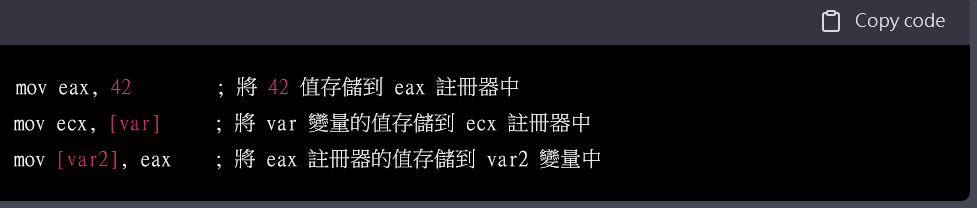 Copy code
mov eax, 42 ; 將 42 值存儲到 eax 註冊器中
mov ecx, [var] ; 將 var 變量的值存儲到 ecx 註冊器中
mov [var2], eax ; 將 eax 註冊器的值存儲到 var2 變量中